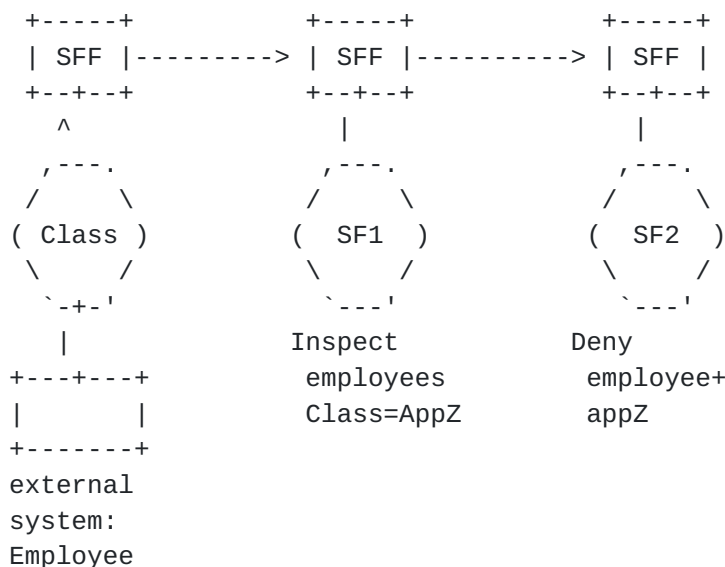 SFF SFF SFF
Class SF1 SF2
Inspect Deny
employees employee+
Class=AppZ appZ
external
system:
Employee